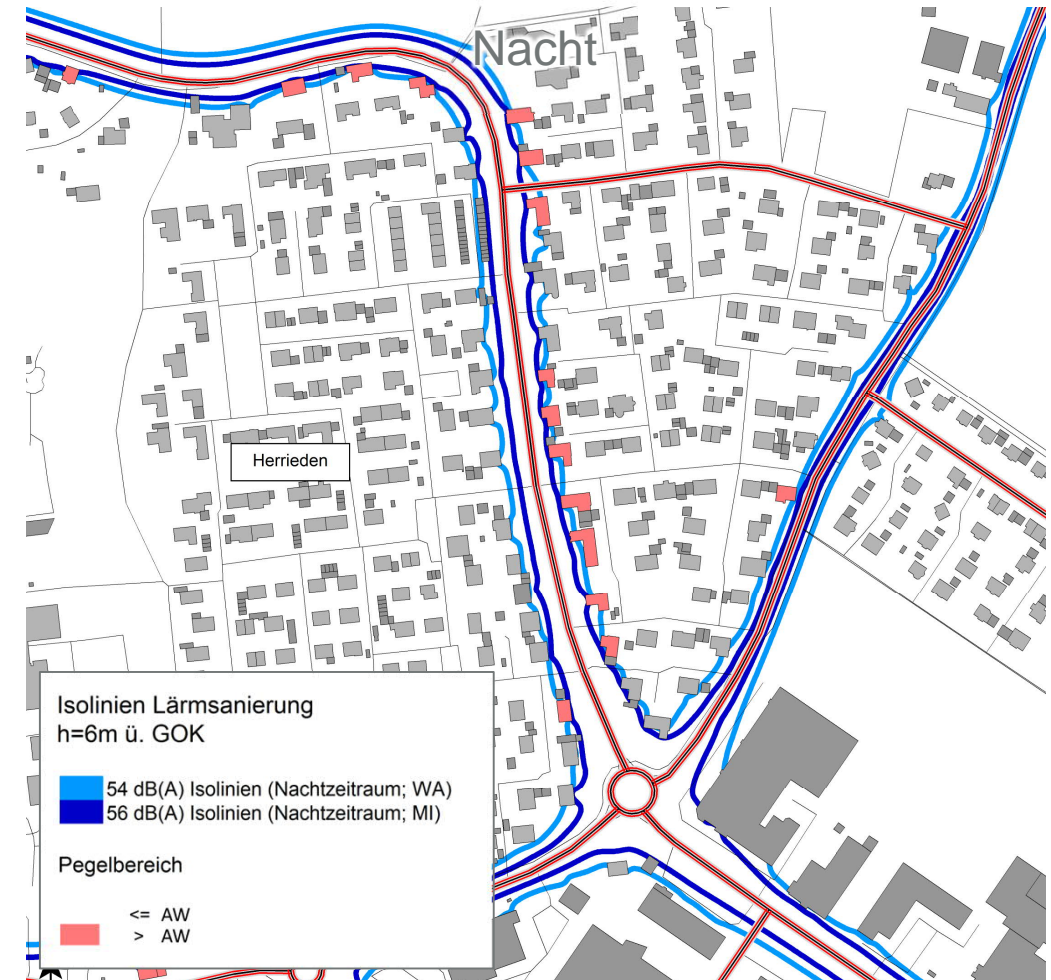 Nacht
Herrieden
Isolinien Lärmsanierung
h=6m ü. GOK
54 dB(A) Isolinien (Nachtzeitraum; WA)
56 dB(A) Isolinien (Nachtzeitraum; MI)
Pegelbereich
<= AW
> AW